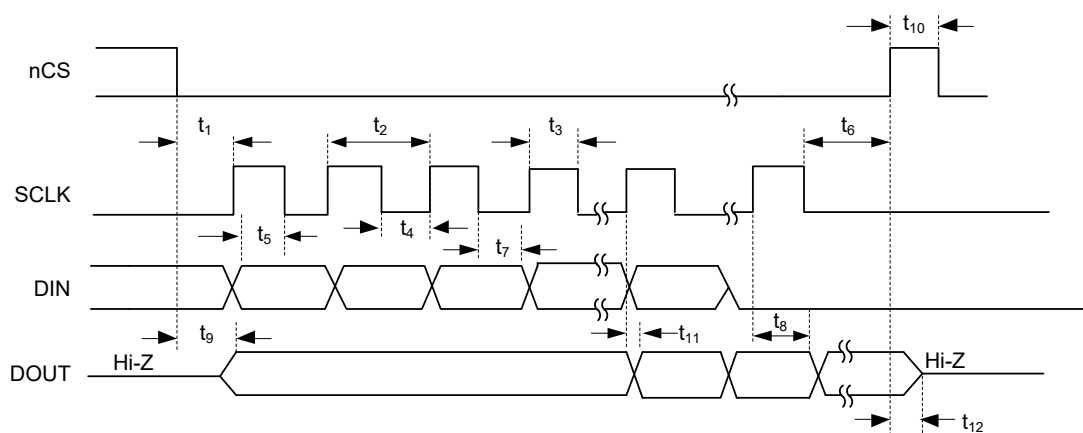 t10
nCS
t1
t2
t3
t6
SCLK
t5
t4
t7
DIN
t9
t11
t8
Hi-Z
Hi-Z
DOUT
t12